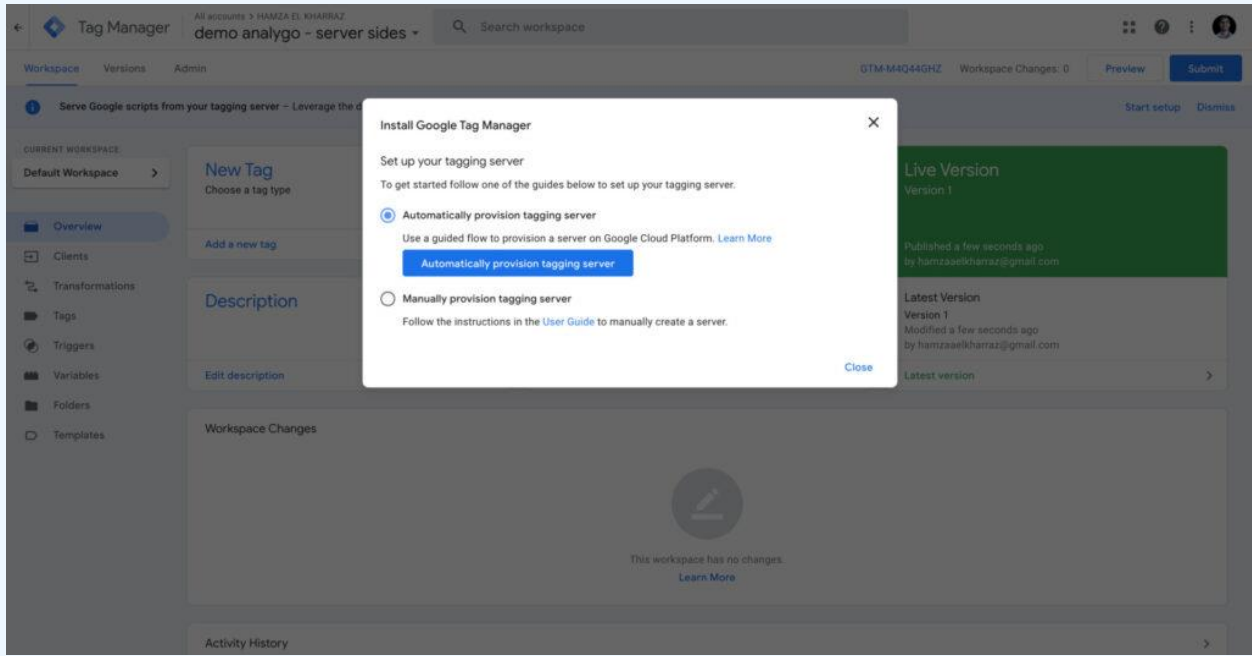 All accounts > HAMZA EL KHARRAZ
Tag Manager
demo analygo - server sides
Search workspace
Workspace Versions Admin
GTM-M4Q44GHZ Workspace Changes: 0 Preview Submit
Serve Google scripts from your tagging server – Leverage the d
Start setup Dismiss
CURRENT WORKSPACE
Default Workspace
Overview
Clients
Transformations
Tags
Triggers
Variables
Folders
Templates
New Tag
Choose a tag type
Add a new tag
Description
Edit description
Install Google Tag Manager
Set up your tagging server
To get started follow one of the guides below to set up your tagging server.
Automatically provision tagging server
Use a guided flow to provision a server on Google Cloud Platform. Learn More
Automatically provision tagging server
Manually provision tagging server
Follow the instructions in the User Guide to manually create a server.
Close
Live Version
Version 1
Published a few seconds ago
by hamzaaelkharraz@gmail.com
Latest Version
Version 1
Modified a few seconds ago
by hamzaaelkharraz@gmail.com
Latest version
Workspace Changes
This workspace has no changes.
Learn More
Activity History